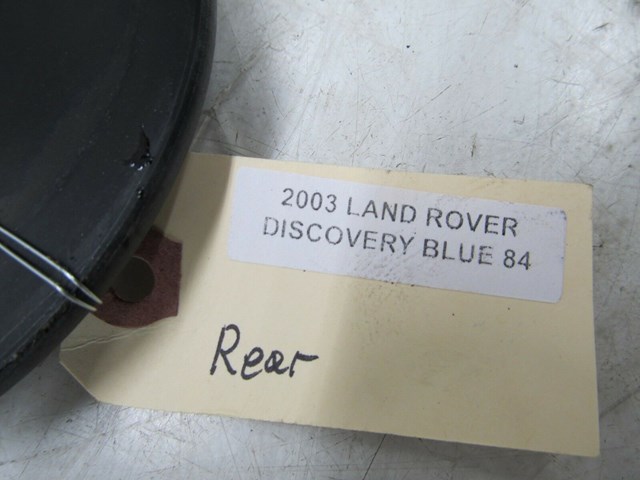 2003 LAND ROVER
DISCOVERY BLUE 84
Rear